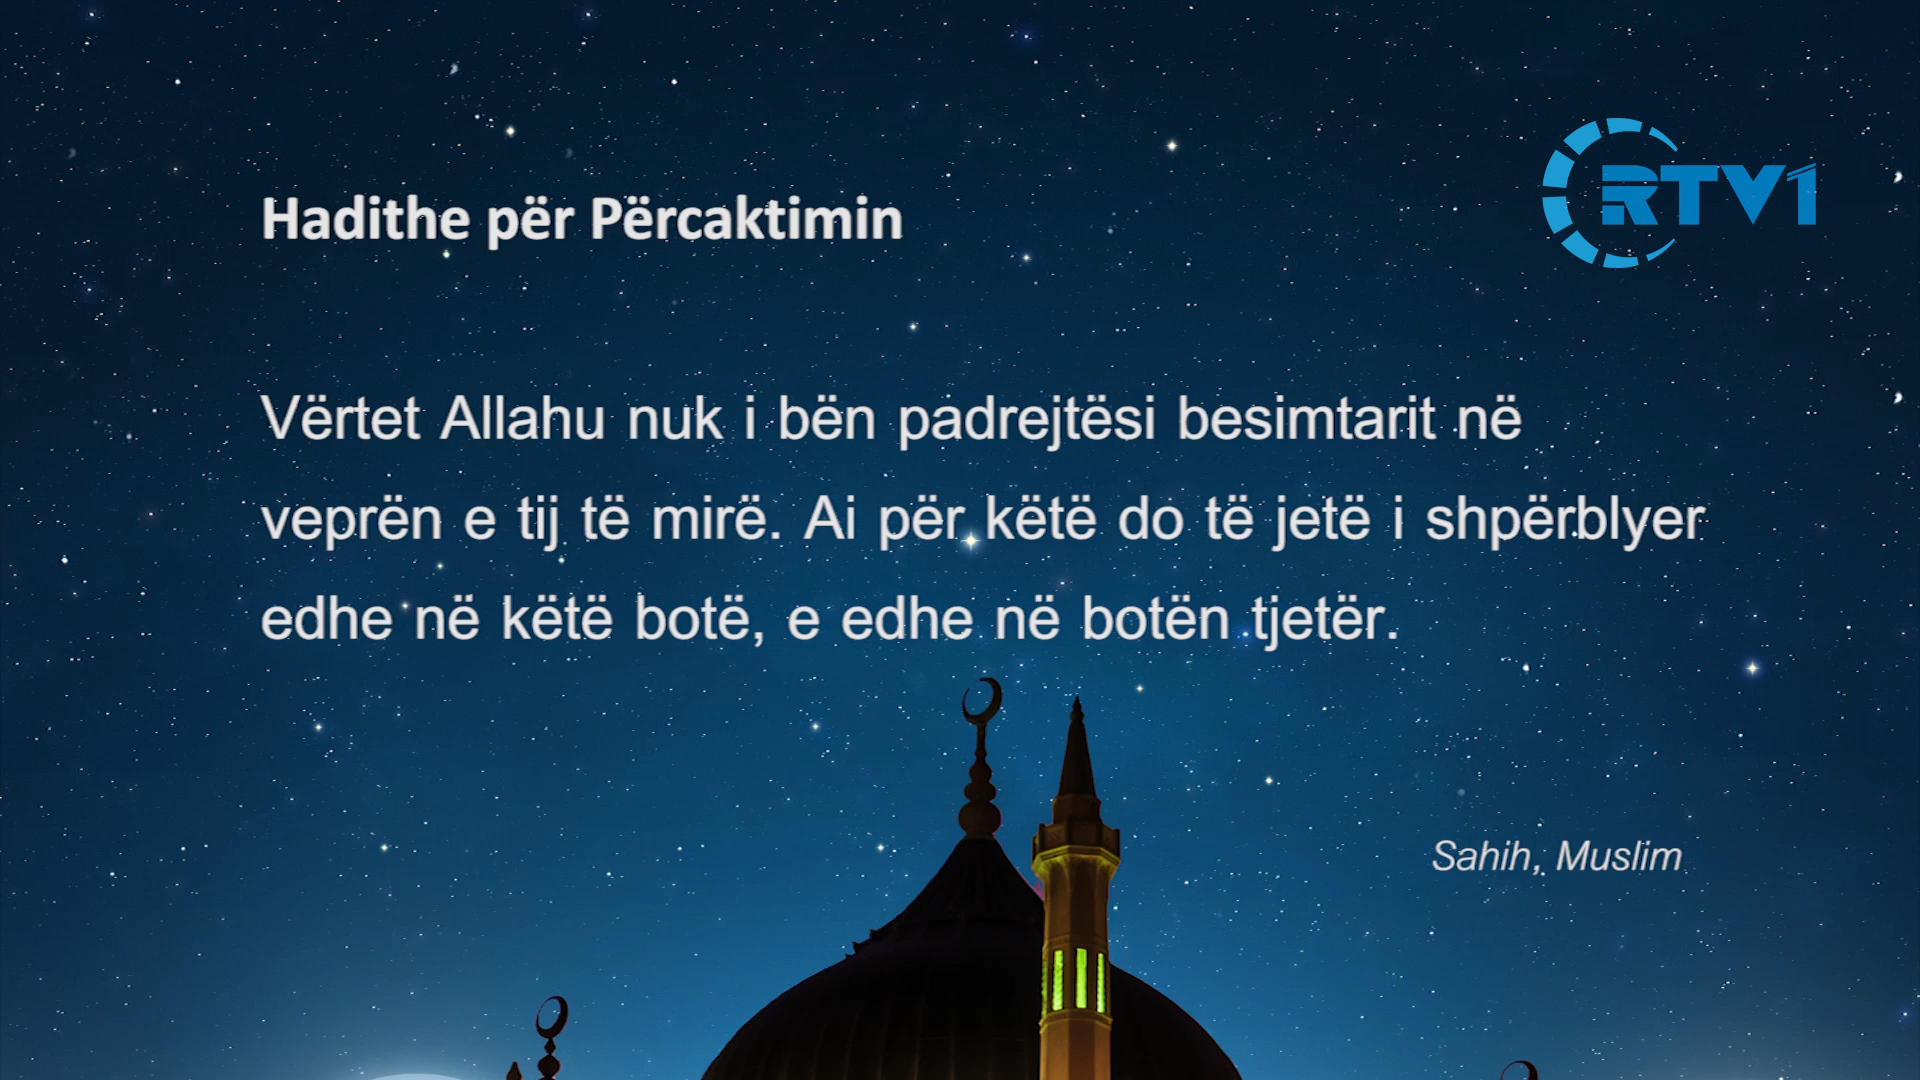 RTV1
Hadithe për Përcaktimin
Vërtet Allahu nuk i bën padrejtësi besimtarit në
veprën e tij të mirë. Ai për këtë do të jetë i shpërblyer
edhe në këtë botë, e edhe në botën tjetër.
Sahih, Muslim